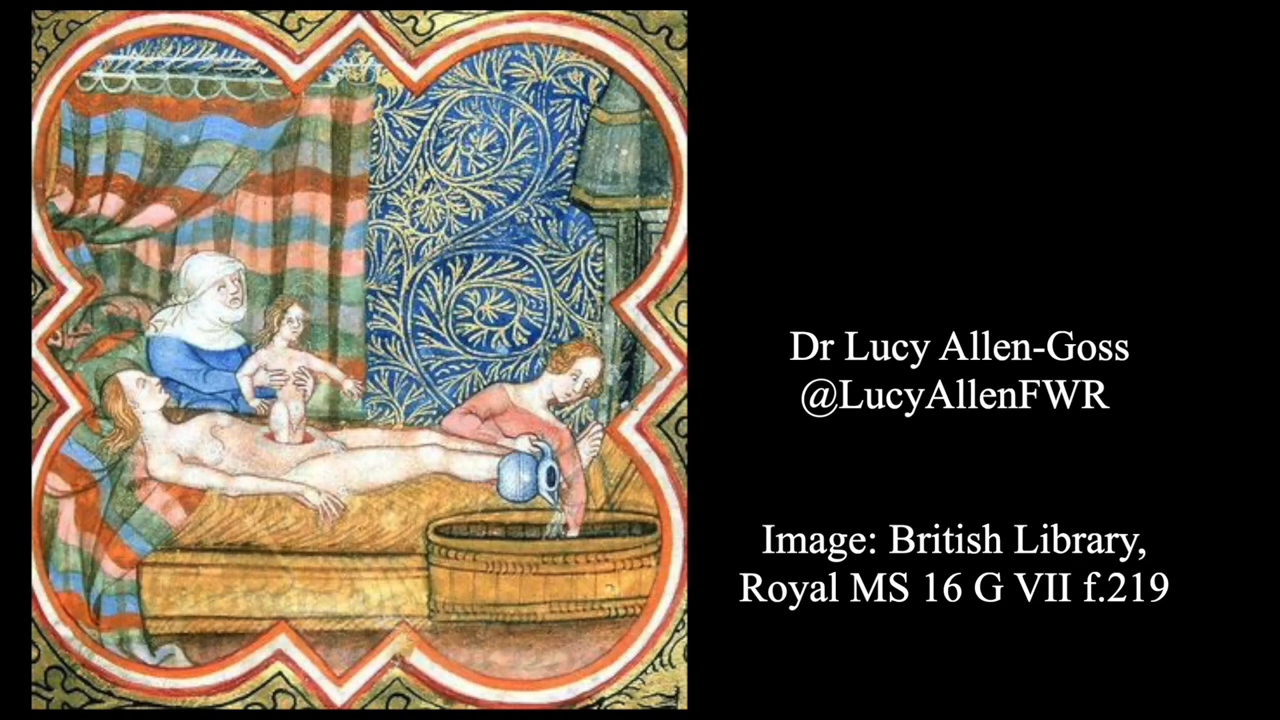 Dr Lucy Allen-Goss
@LucyAllenFWR
Image: British Library,
Royal MS 16 G VII f.219